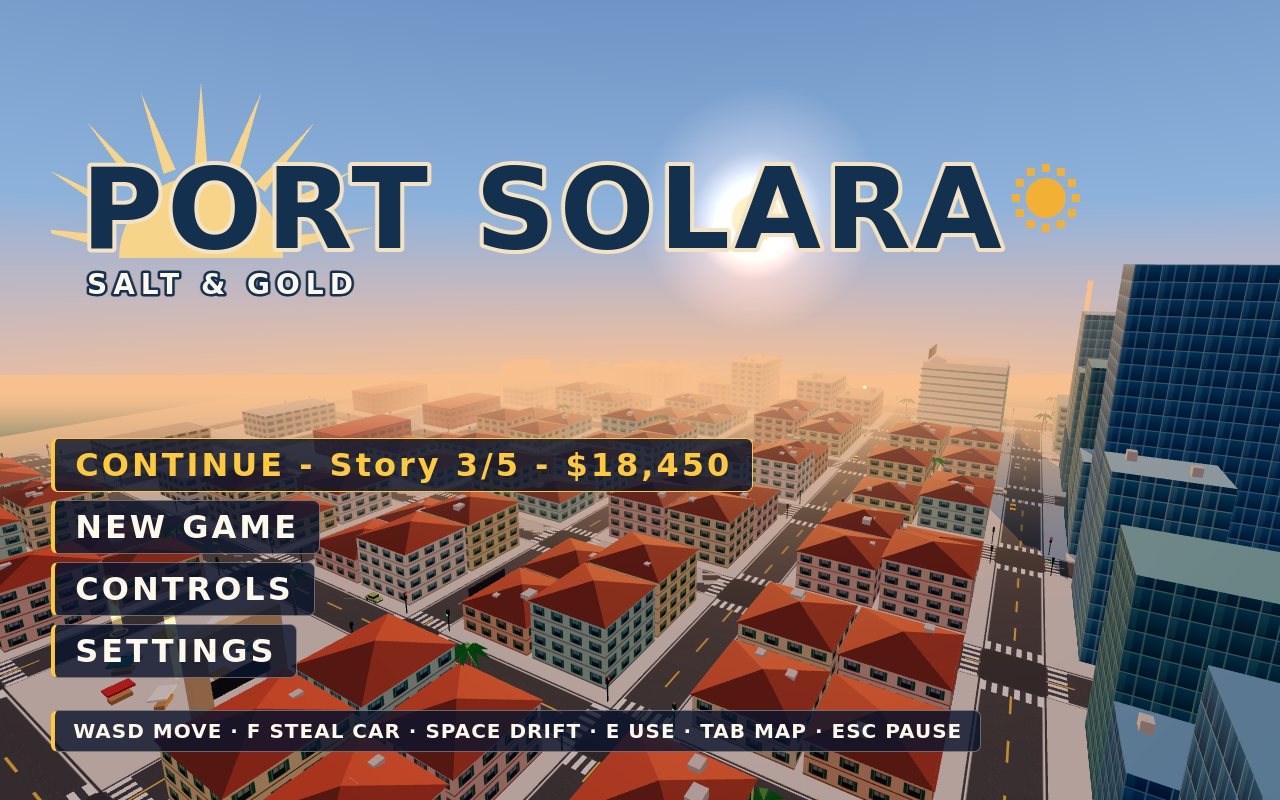 PORT SOLARA
SALT & GOLD
CONTINUE - Story 3/5 - $18,450
NEW GAME
CONTROLS
SETTINGS
WASD MOVE · F STEAL CAR · SPACE DRIFT · E USE · TAB MAP · ESC PAUSE